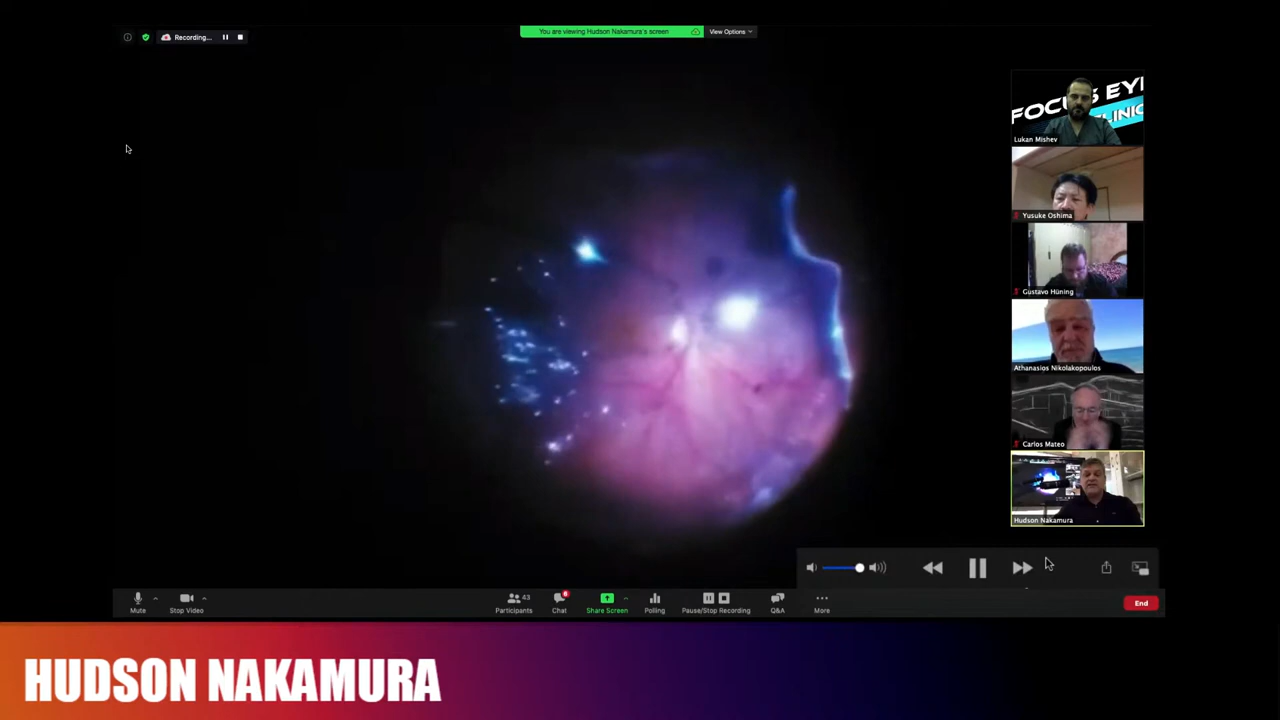 Recording...
You are viewing Hudson Nakamura's screen
View Options
FOCUS EYE
CLINIC
Lukan Mishev
Yusuke Oshima
Gustavo Hüning
Athanasios Nikolakopoulos
Carlos Mateo
Hudson Nakamura
Mute
Stop Video
Participants
43
Chat
6
Share Screen
Polling
Pause/Stop Recording
Q&A
More
End
HUDSON NAKAMURA